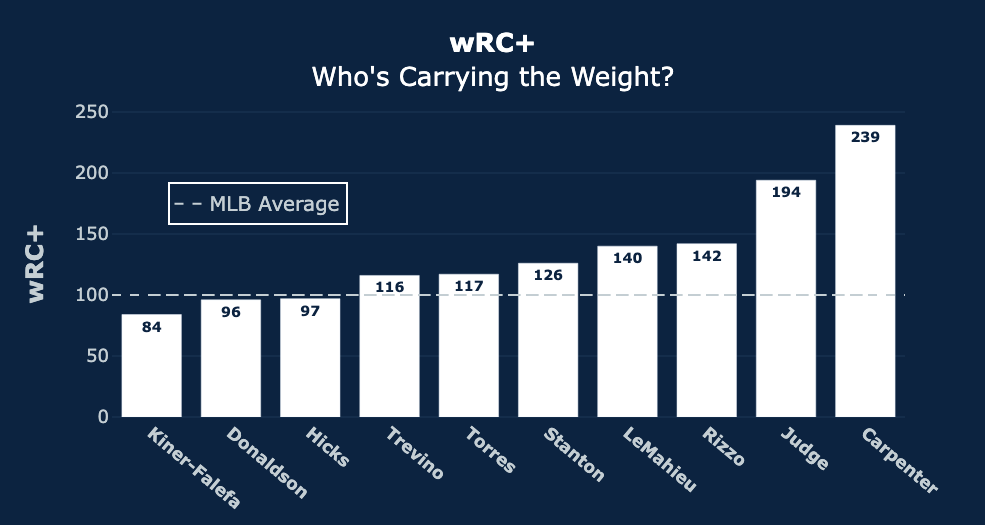 wRC+
Who's Carrying the Weight?
250
200
150
100
50
0
wRC+
MLB Average
84
96
97
116
117
126
140
142
194
239
Kiner-Falefa
Donaldson
Hicks
Trevino
Torres
Stanton
LeMahieu
Rizzo
Judge
Carpenter